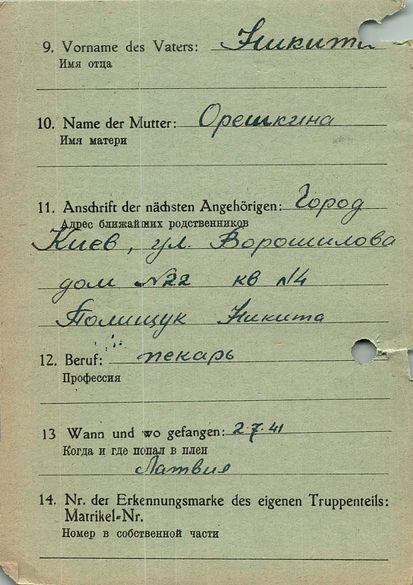 9. Vorname des Vaters: Никита
Имя отца
10. Name der Mutter: Орешкина
Имя матери
11. Anschrift der nächsten Angehörigen: Город
Адрес ближайших родственников
Киев, ул. Ворошилова
дом №22 кв №4
Полищук Никита
12. Beruf: пекарь
Профессия
13 Wann und wo gefangen: 2.7.41
Когда и где попал в плен
Латвия
14. Nr. der Erkennungsmarke des eigenen Truppenteils:
Matrikel-Nr.
Номер в собственной части